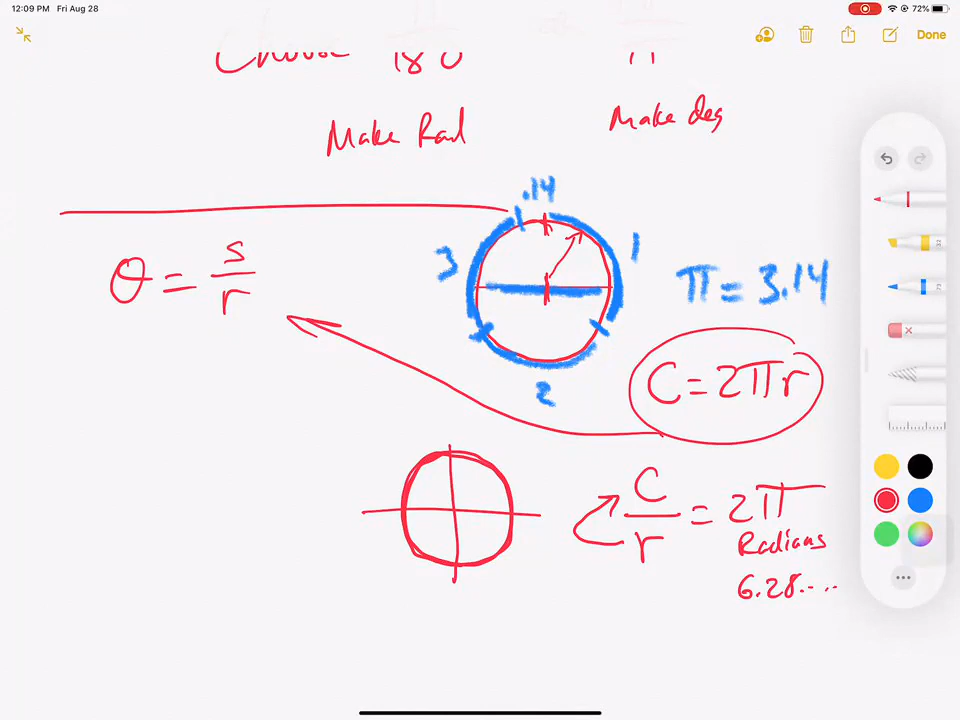 12:09 PM Fri Aug 28
72%
Done
Choose 180 π
Make Rad
Make deg
.14
3
1
2
π = 3.14
θ = s/r
C = 2πr
C/r = 2π
Radians
6.28....